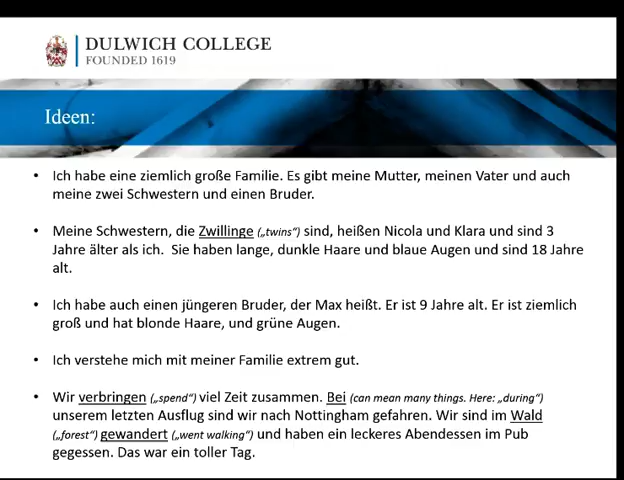 DULWICH COLLEGE
FOUNDED 1619
Ideen:
• Ich habe eine ziemlich große Familie. Es gibt meine Mutter, meinen Vater und auch
meine zwei Schwestern und einen Bruder.
• Meine Schwestern, die Zwillinge („twins“) sind, heißen Nicola und Klara und sind 3
Jahre älter als ich. Sie haben lange, dunkle Haare und blaue Augen und sind 18 Jahre
alt.
• Ich habe auch einen jüngeren Bruder, der Max heißt. Er ist 9 Jahre alt. Er ist ziemlich
groß und hat blonde Haare, und grüne Augen.
• Ich verstehe mich mit meiner Familie extrem gut.
• Wir verbringen („spend“) viel Zeit zusammen. Bei (can mean many things. Here: „during“)
unserem letzten Ausflug sind wir nach Nottingham gefahren. Wir sind im Wald
(„forest“) gewandert („went walking“) und haben ein leckeres Abendessen im Pub
gegessen. Das war ein toller Tag.